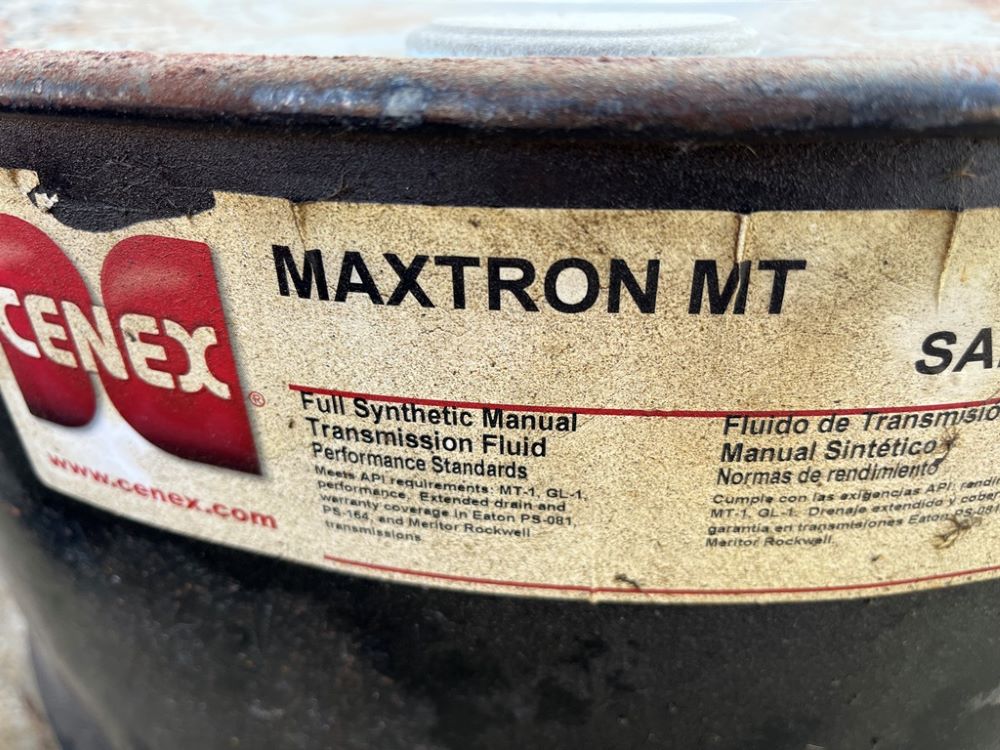 CENEX
®
www.cenex.com
MAXTRON MT
SA
Full Synthetic Manual
Transmission Fluid
Performance Standards
Meets API requirements: MT-1, GL-1,
performance. Extended drain and
warranty coverage in Eaton PS-081,
PS-164, and Meritor Rockwell
transmissions
Fluido de Transmisió
Manual Sintético
Normas de rendimiento
Cumple con las exigencias API: rendi
MT-1, GL-1. Drenaje extendido y cober
garantía en transmisiones Eaton PS-081
Meritor Rockwell.